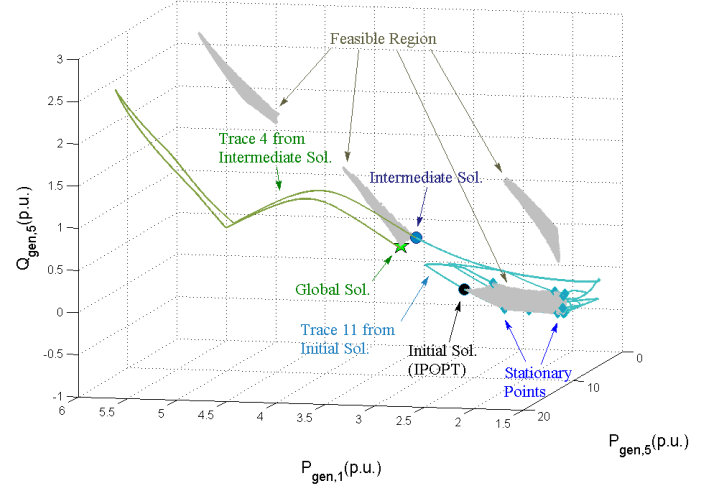 3
2.5
2
1.5
1
0.5
0
-0.5
-1
Q_gen,5(p.u.)
Feasible Region
Trace 4 from
Intermediate Sol.
Intermediate Sol.
Global Sol.
Trace 11 from
Initial Sol.
Initial Sol.
(IPOPT)
Stationary
Points
6
5.5
5
4.5
4
3.5
3
2.5
2
1.5
20
10
0
P_gen,1(p.u.)
P_gen,5(p.u.)